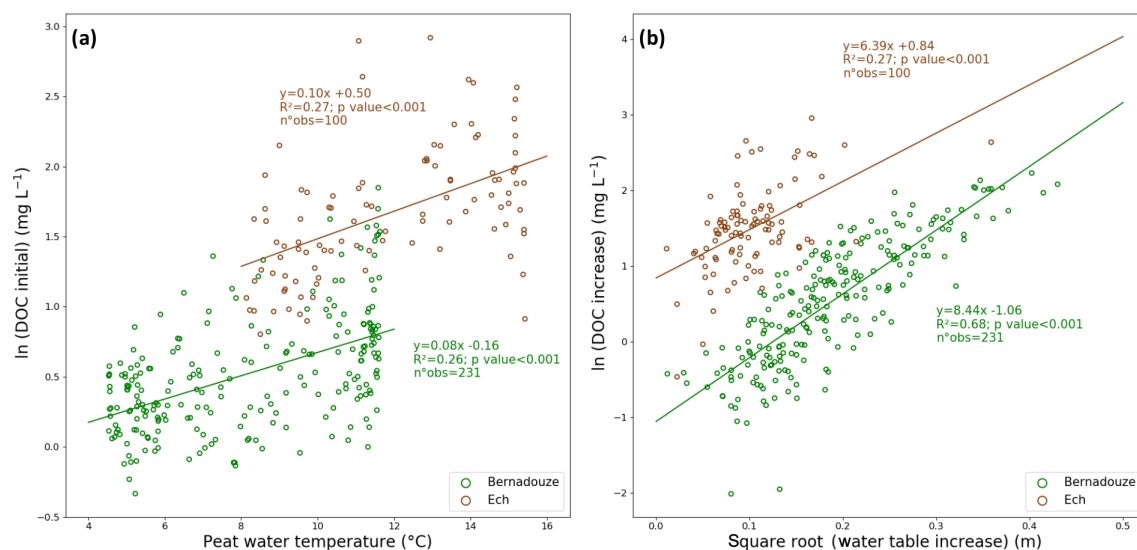 (a)
3.0
2.5
2.0
1.5
1.0
0.5
0.0
−0.5
ln (DOC initial) (mg L⁻¹)
y=0.10x +0.50
R²=0.27; p value<0.001
n°obs=100
y=0.08x -0.16
R²=0.26; p value<0.001
n°obs=231
Bernadouze
Ech
4 6 8 10 12 14 16
Peat water temperature (°C)
(b)
4
3
2
1
0
−1
−2
ln (DOC increase) (mg L⁻¹)
y=6.39x +0.84
R²=0.27; p value<0.001
n°obs=100
y=8.44x -1.06
R²=0.68; p value<0.001
n°obs=231
Bernadouze
Ech
0.0 0.1 0.2 0.3 0.4 0.5
Square root (water table increase) (m)